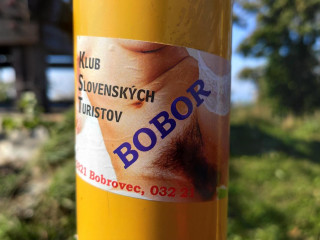 KLUB
SLOVENSKÝCH
TURISTOV
BOBOR
Bobrovec, 032